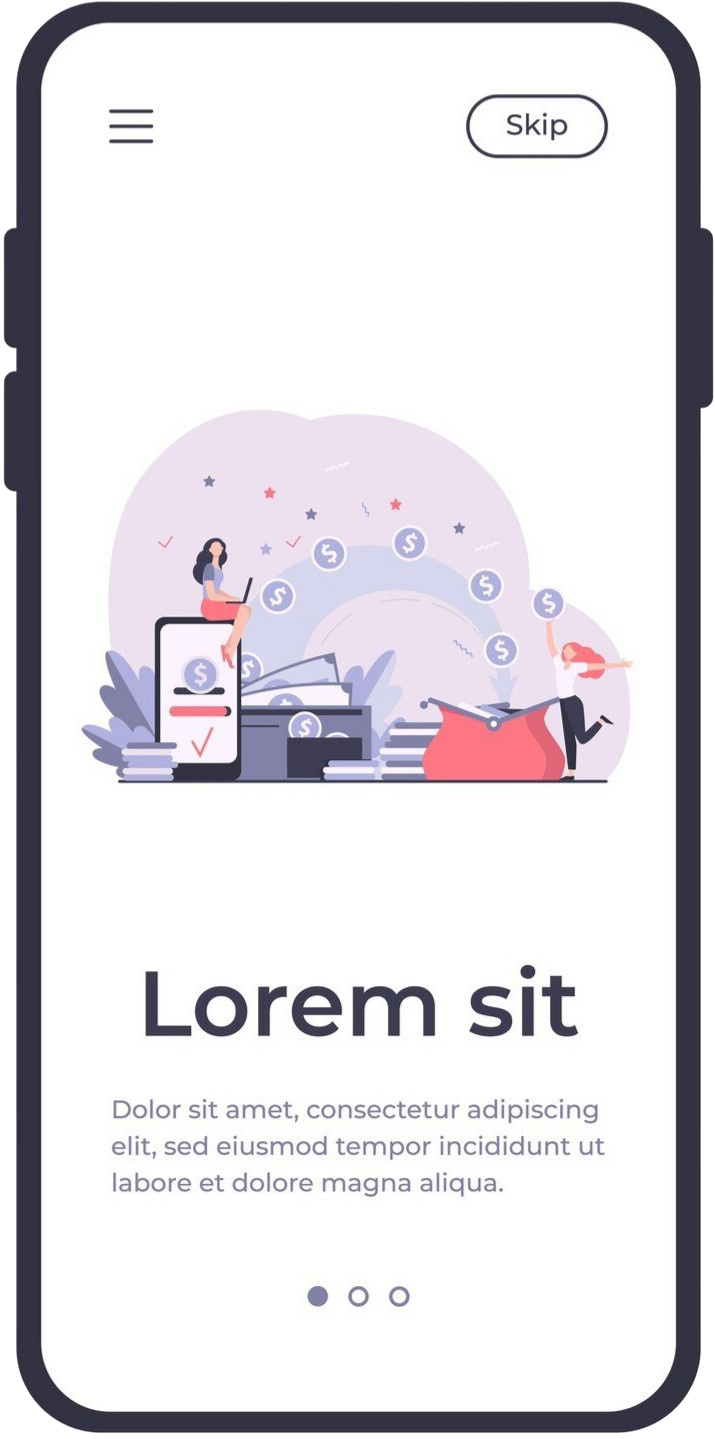 Skip
$ $
$ $ $
$
$ $
$
Lorem sit
Dolor sit amet, consectetur adipiscing
elit, sed eiusmod tempor incididunt ut
labore et dolore magna aliqua.